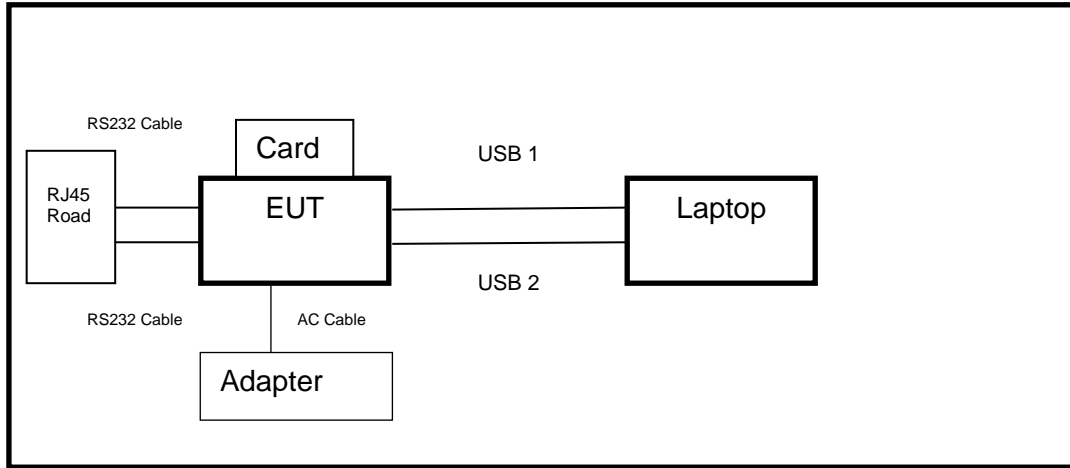 RS232 Cable
Card
USB 1
RJ45
Road
EUT
Laptop
USB 2
RS232 Cable
AC Cable
Adapter